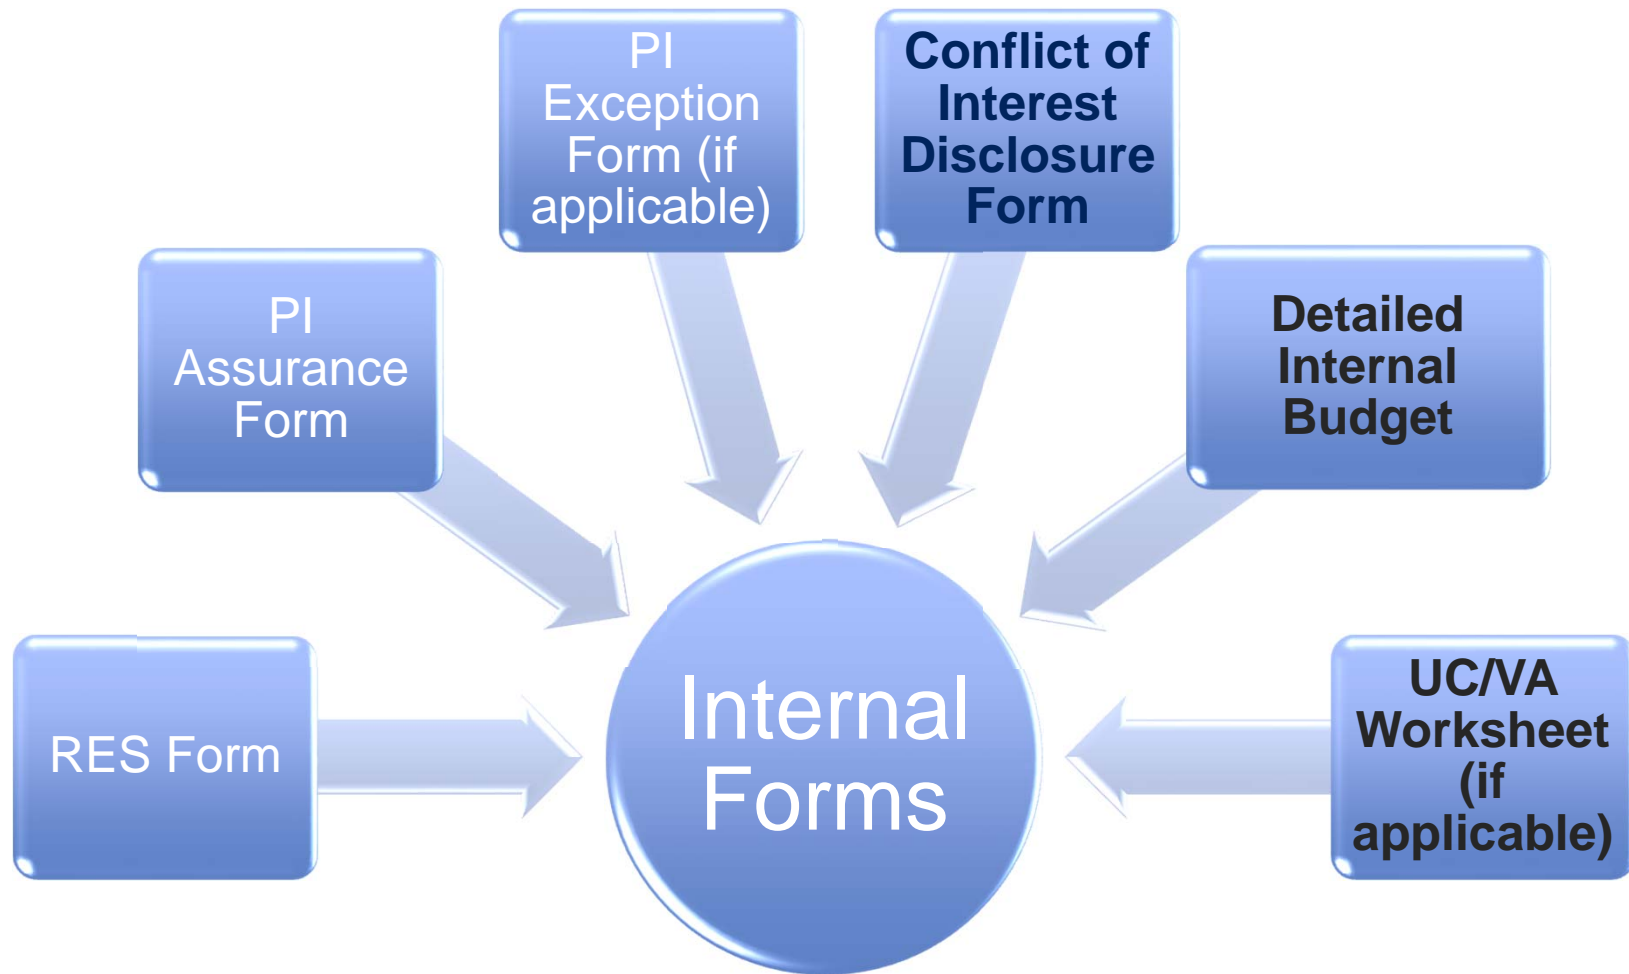 PI
Exception
Form (if
applicable)
Conflict of
Interest
Disclosure
Form
PI
Assurance
Form
Detailed
Internal
Budget
RES Form
Internal
Forms
UC/VA
Worksheet
(if
applicable)